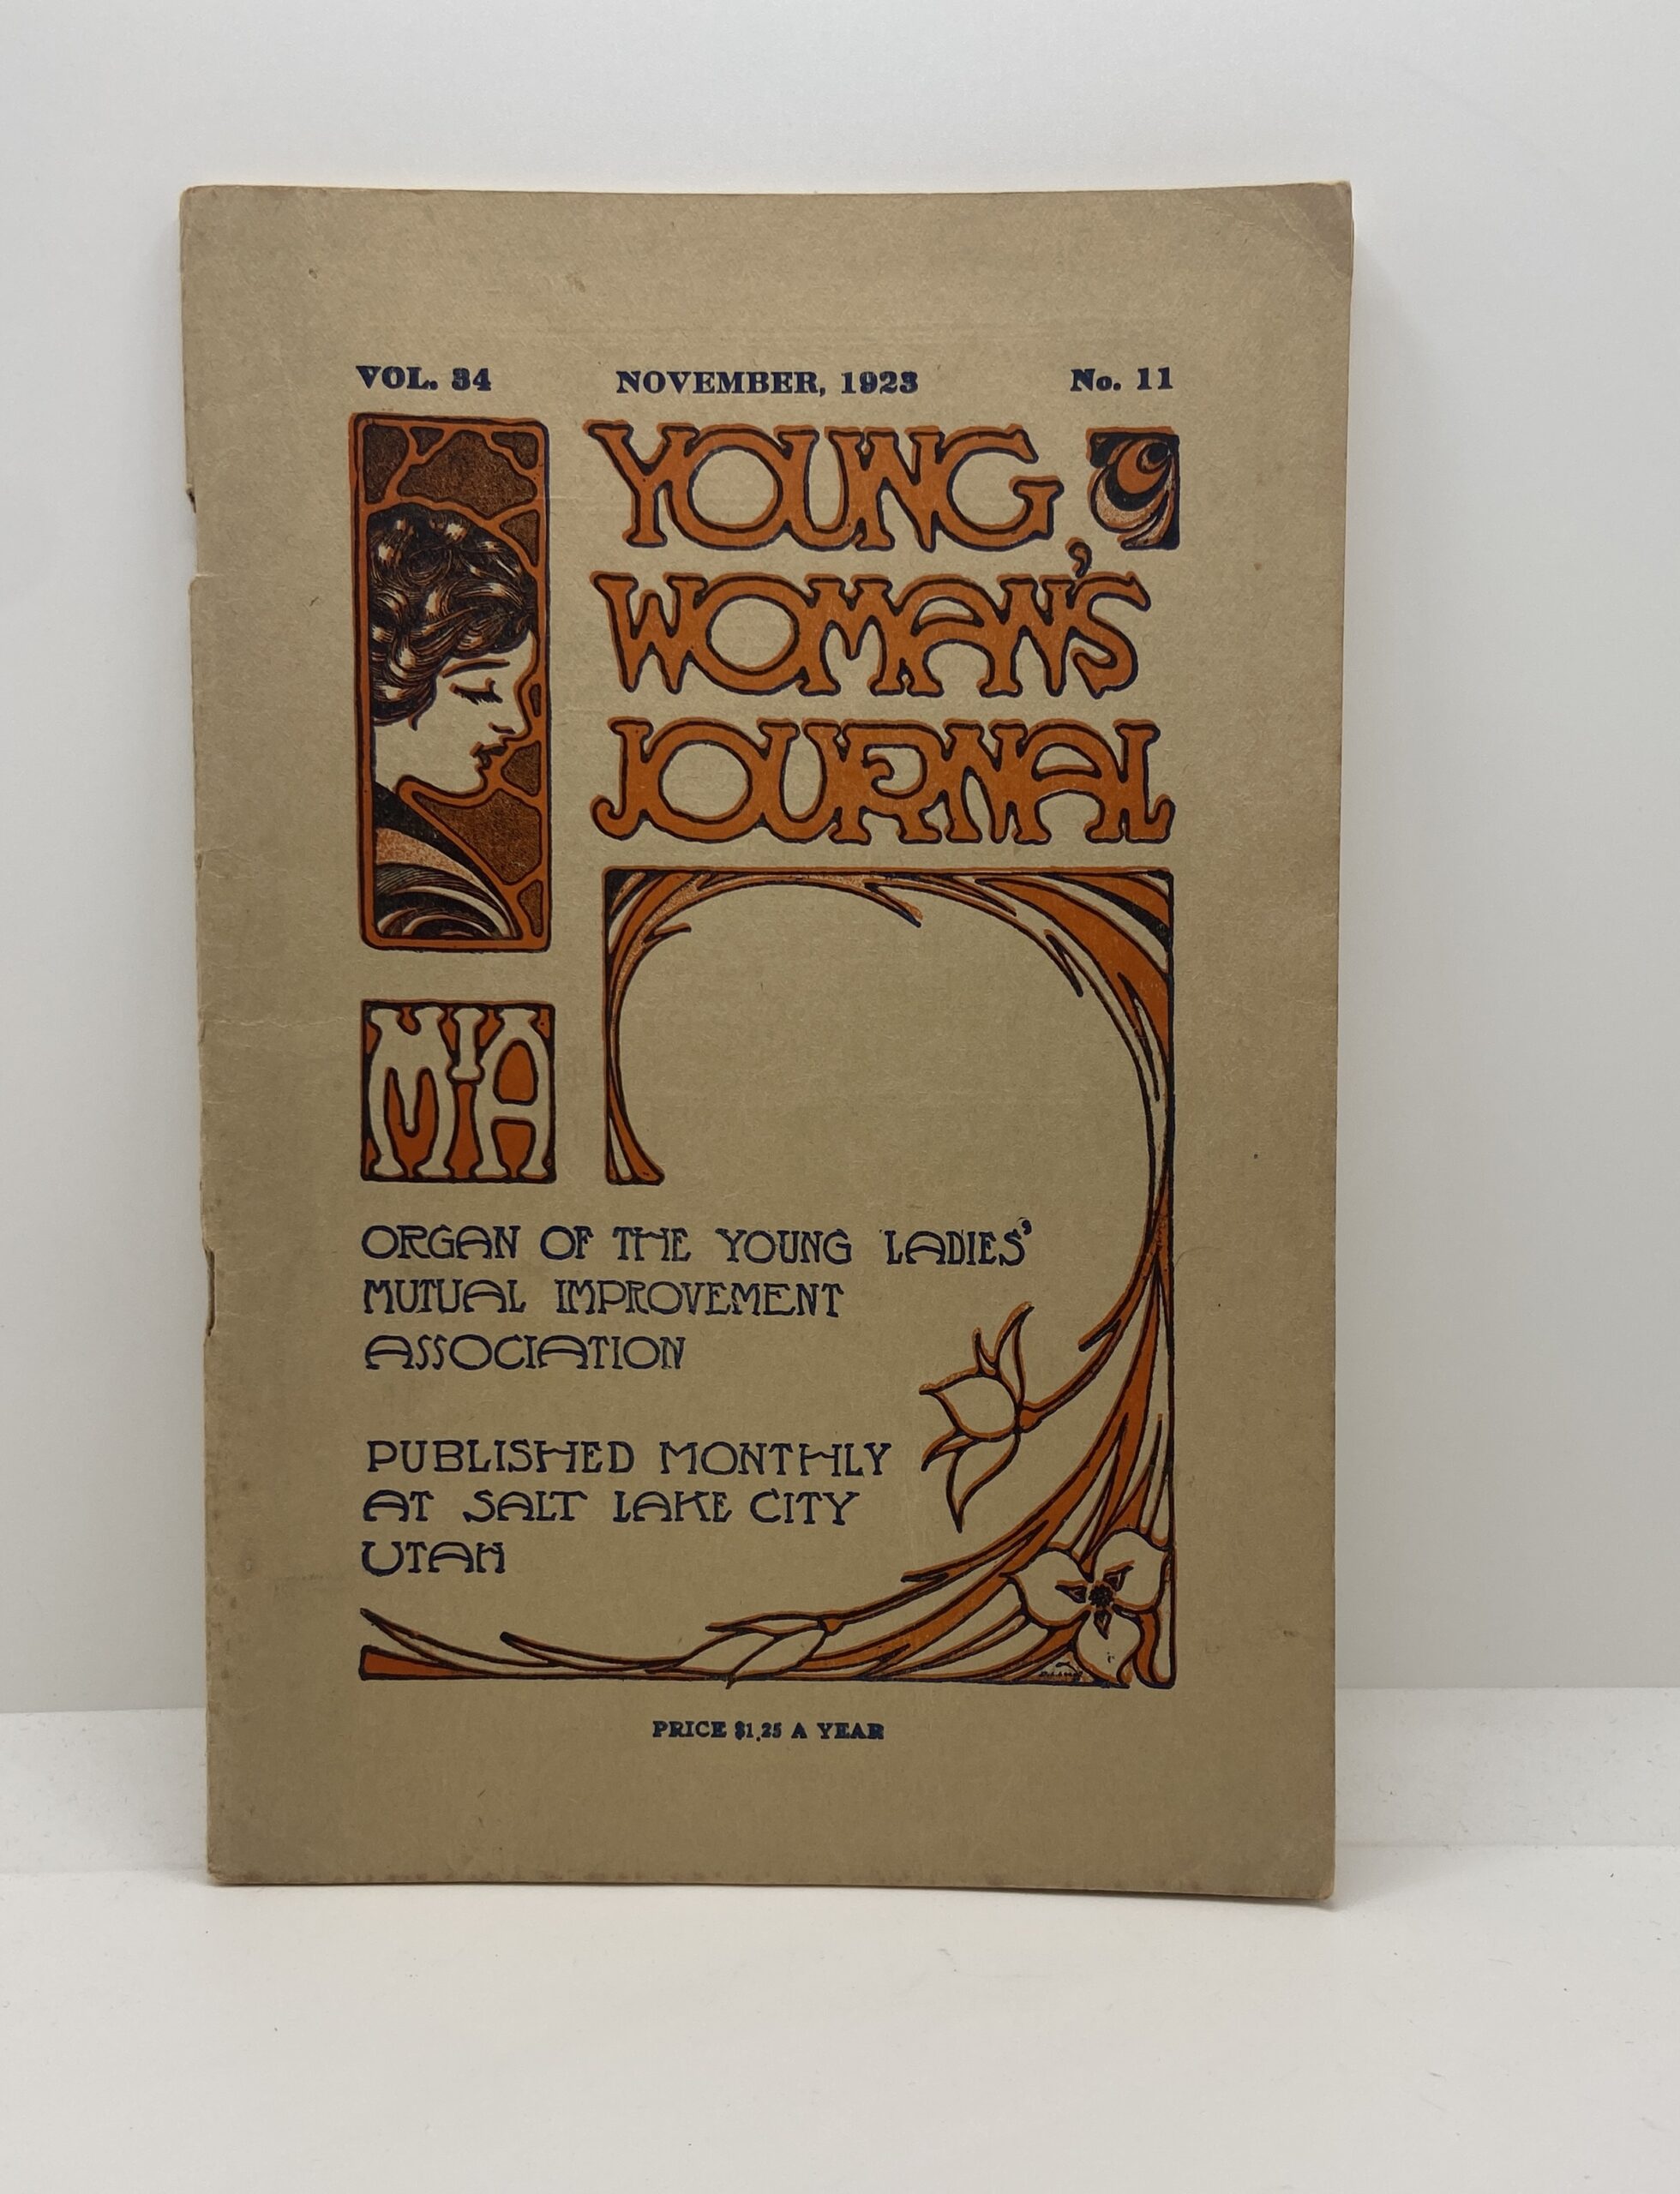 VOL. 34 NOVEMBER, 1923 No. 11
YOUNG
WOMAN'S
JOURNAL
MIA
ORGAN OF THE YOUNG LADIES'
MUTUAL IMPROVEMENT
ASSOCIATION
PUBLISHED MONTHLY
AT SALT LAKE CITY
UTAH
PRICE $1.25 A YEAR